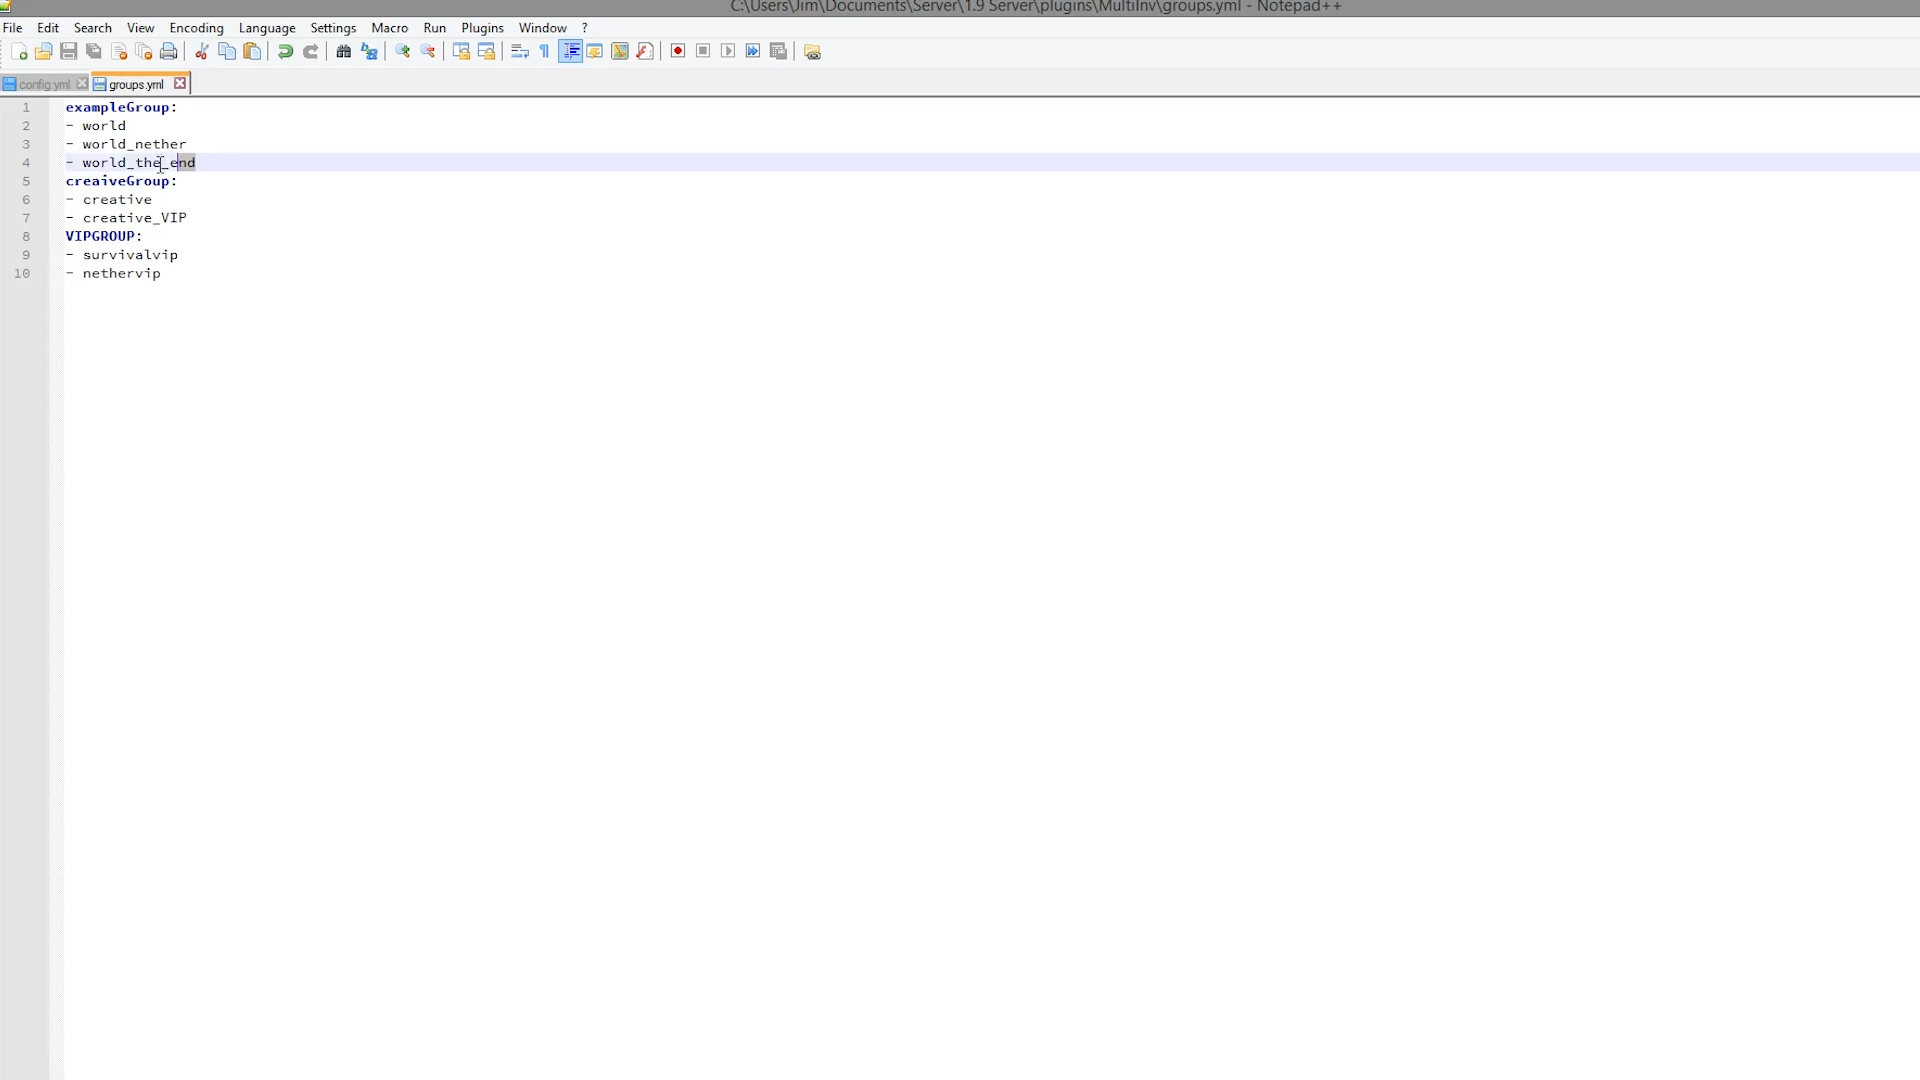 C:\Users\Jim\Documents\Server\1.9 Server\plugins\MultiInv\groups.yml - Notepad++
File Edit Search View Encoding Language Settings Macro Run Plugins Window ?
config.yml groups.yml
1 exampleGroup:
2 - world
3 - world_nether
4 - world_the_end
5 creaiveGroup:
6 - creative
7 - creative_VIP
8 VIPGROUP:
9 - survivalvip
10 - nethervip